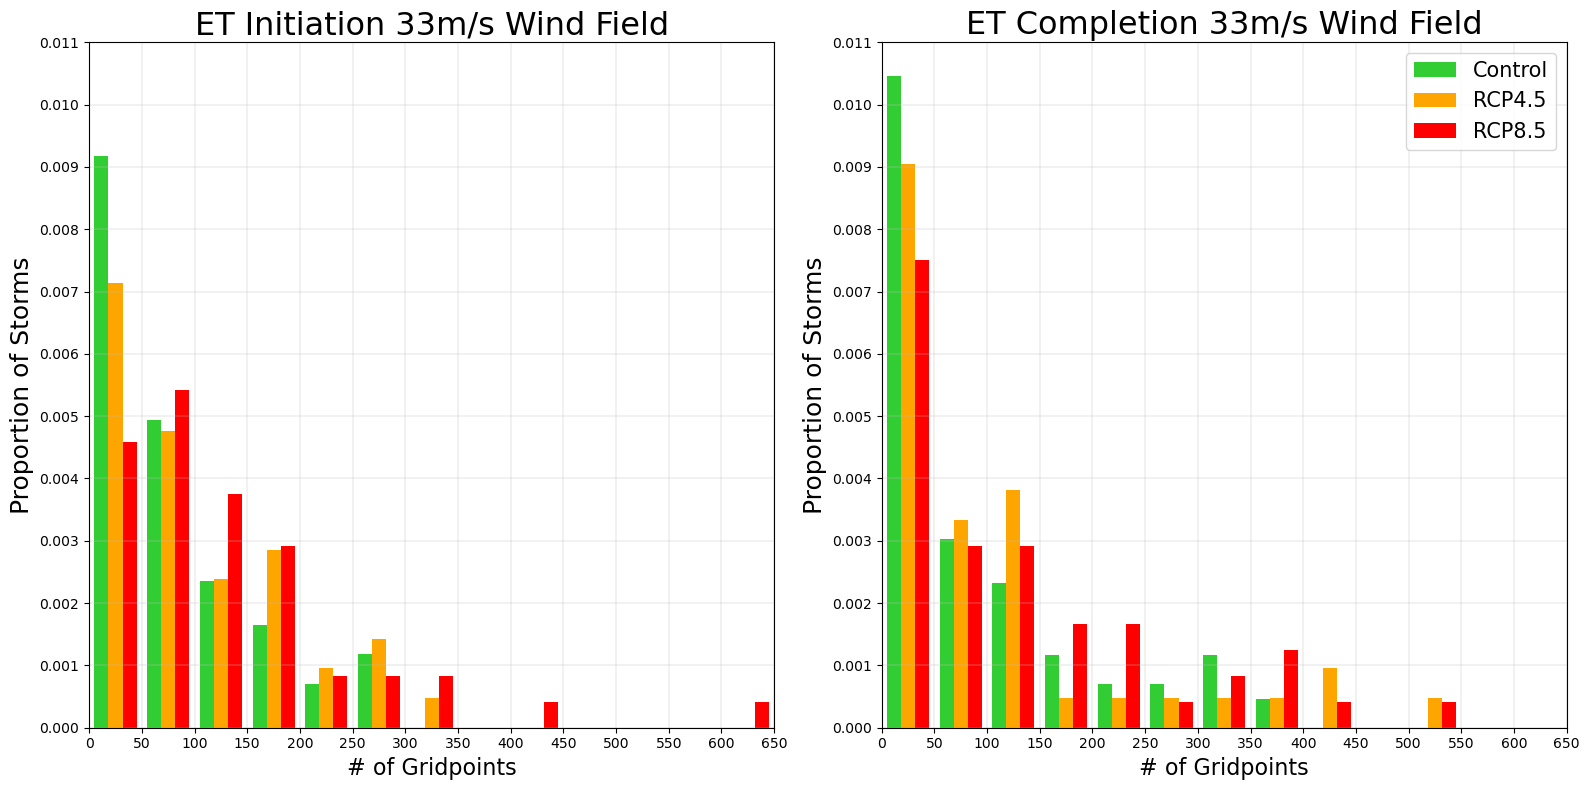 ET Initiation 33m/s Wind Field
0.011
0.010
0.009
0.008
0.007
0.006
0.005
0.004
0.003
0.002
0.001
0.000
Proportion of Storms
0 50 100 150 200 250 300 350 400 450 500 550 600 650
# of Gridpoints
ET Completion 33m/s Wind Field
Control
RCP4.5
RCP8.5
0.011
0.010
0.009
0.008
0.007
0.006
0.005
0.004
0.003
0.002
0.001
0.000
Proportion of Storms
0 50 100 150 200 250 300 350 400 450 500 550 600 650
# of Gridpoints